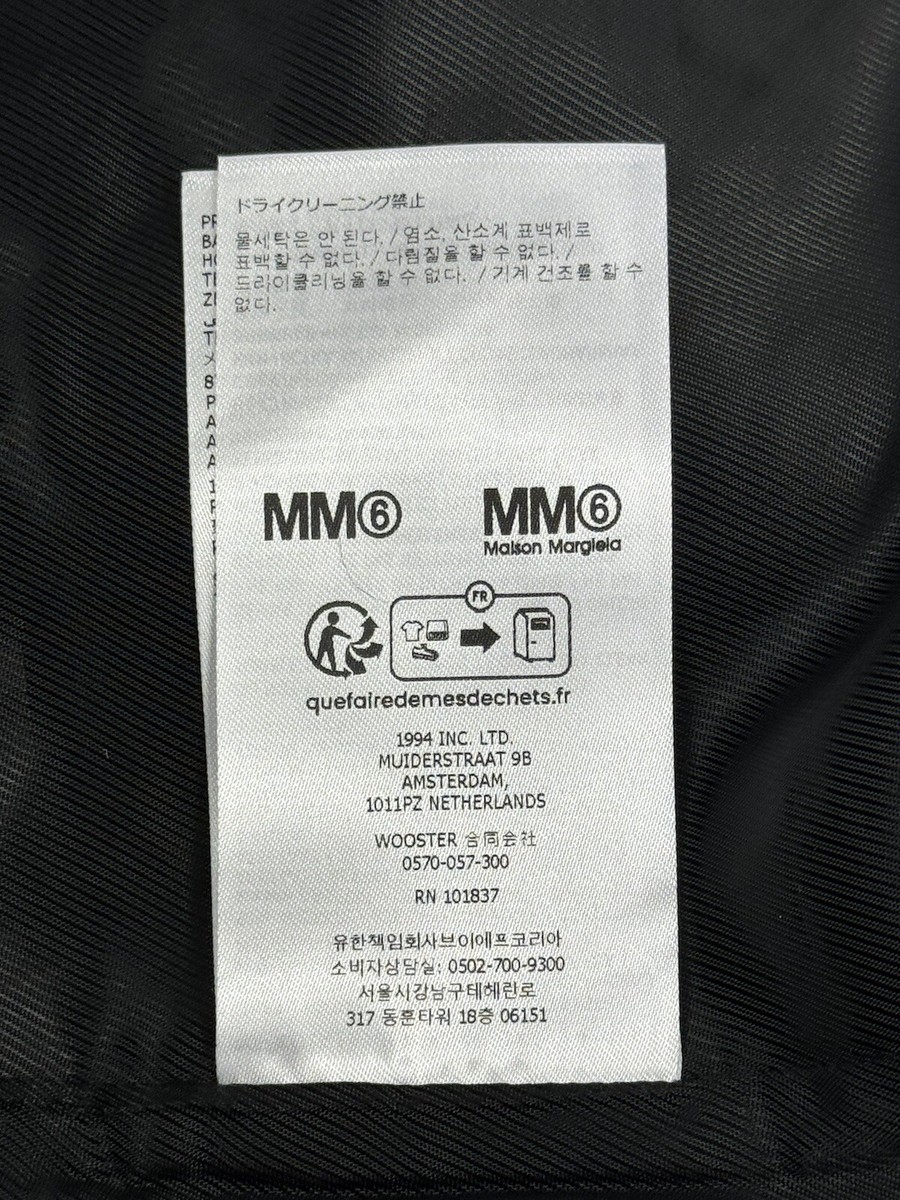 ドライクリーニング禁止
물세탁은 안 된다. / 염소, 산소계 표백제로
표백할 수 없다. / 다림질을 할 수 없다. /
드라이클리닝을 할 수 없다. / 기계 건조를 할 수
없다.
MM⑥
MM⑥
Maison Margiela
FR
quefairedemesdechets.fr
1994 INC. LTD.
MUIDERSTRAAT 9B
AMSTERDAM,
1011PZ NETHERLANDS
WOOSTER 合同会社
0570-057-300
RN 101837
유한책임회사브이에프코리아
소비자상담실: 0502-700-9300
서울시강남구테헤란로
317 동훈타워 18층 06151